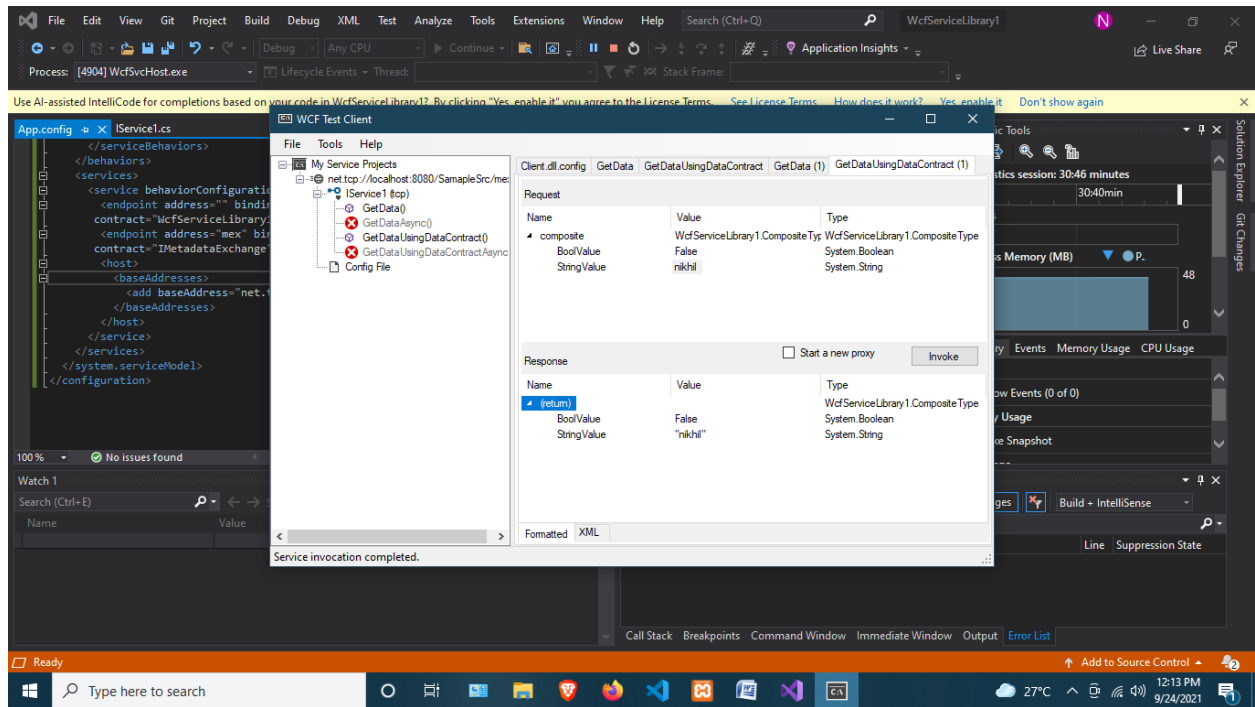 File Edit View Git Project Build Debug XML Test Analyze Tools Extensions Window Help Search (Ctrl+Q) WcfServiceLibrary1 N
Debug Any CPU Continue Application Insights Live Share
Process: [4904] WcfSvcHost.exe Lifecycle Events Thread: Stack Frame:
Use AI-assisted IntelliCode for completions based on your code in WcfServiceLibrary1? By clicking "Yes, enable it" you agree to the License Terms. See License Terms How does it work? Yes, enable it Don't show again
App.config IService1.cs
</serviceBehaviors>
</behaviors>
<services>
<service behaviorConfiguratio
<endpoint address="" bindi
contract="WcfServiceLibrary
<endpoint address="mex" bi
contract="IMetadataExchange"
<host>
<baseAddresses>
<add baseAddress="net.
</baseAddresses>
</host>
</service>
</services>
</system.serviceModel>
</configuration>
100 % No issues found
Watch 1
Search (Ctrl+E)
Name Value
WCF Test Client
File Tools Help
My Service Projects
net.tcp://localhost:8080/SamapleSrc/me
IService1 (tcp)
GetData()
GetDataAsync()
GetDataUsingDataContract()
GetDataUsingDataContractAsync
Config File
Client.dll.config GetData GetDataUsingDataContract GetData (1) GetDataUsingDataContract (1)
Request
Name Value Type
composite WcfServiceLibrary1.CompositeTyp WcfServiceLibrary1.CompositeType
BoolValue False System.Boolean
StringValue nikhil System.String
Response Start a new proxy Invoke
Name Value Type
(return) WcfServiceLibrary1.CompositeType
BoolValue False System.Boolean
StringValue "nikhil" System.String
Formatted XML
Service invocation completed.
ic Tools
stics session: 30:46 minutes
30:40min
s Memory (MB) P..
48
0
ry Events Memory Usage CPU Usage
ow Events (0 of 0)
y Usage
ke Snapshot
ges Build + IntelliSense
Line Suppression State
Solution Explorer
Git Changes
Call Stack Breakpoints Command Window Immediate Window Output Error List
Ready Add to Source Control 2
Type here to search 27°C 12:13 PM
9/24/2021 1